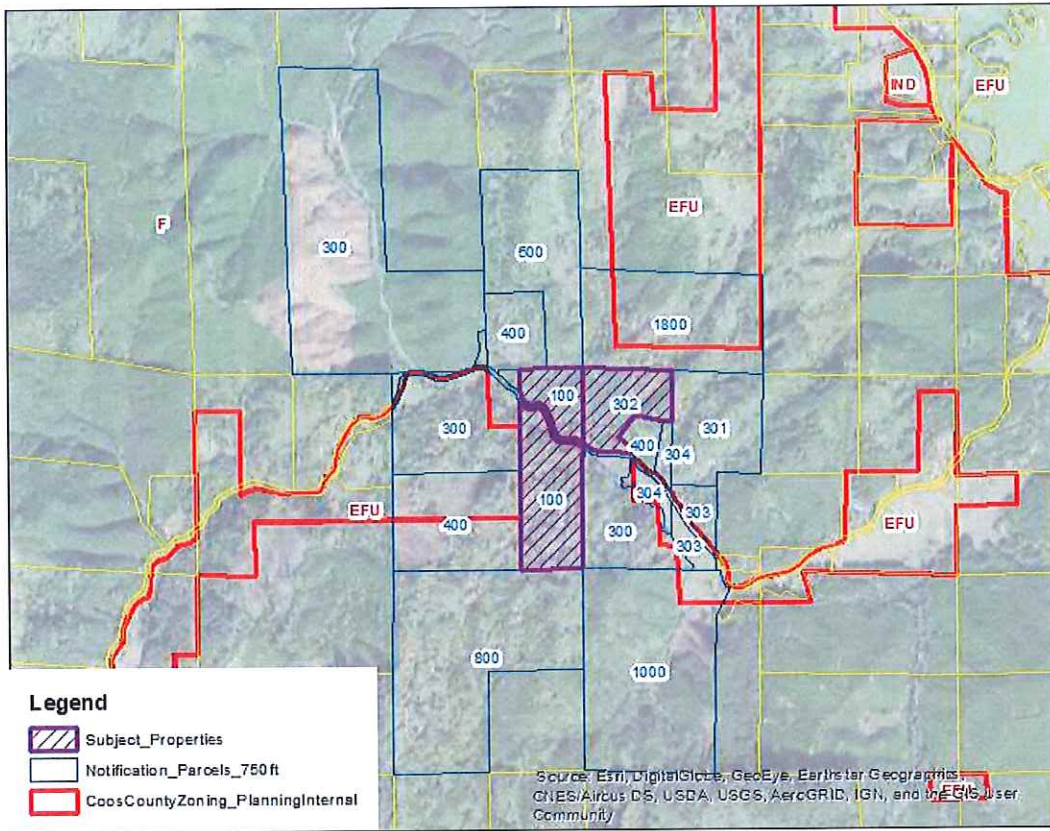 IND
EFU
F
EFU
300
500
1800
400
100
302
301
300
400
304
EFU
400
100
304
303
300
303
EFU
800
1000
Legend
Subject_Properties
Notification_Parcels_750ft
CoosCountyZoning_PlanningInternal
Source: Esri, DigitalGlobe, GeoEye, Earthstar Geographics,
CNES/Airbus DS, USDA, USGS, AeroGRID, IGN, and the GIS User
Community
EFU